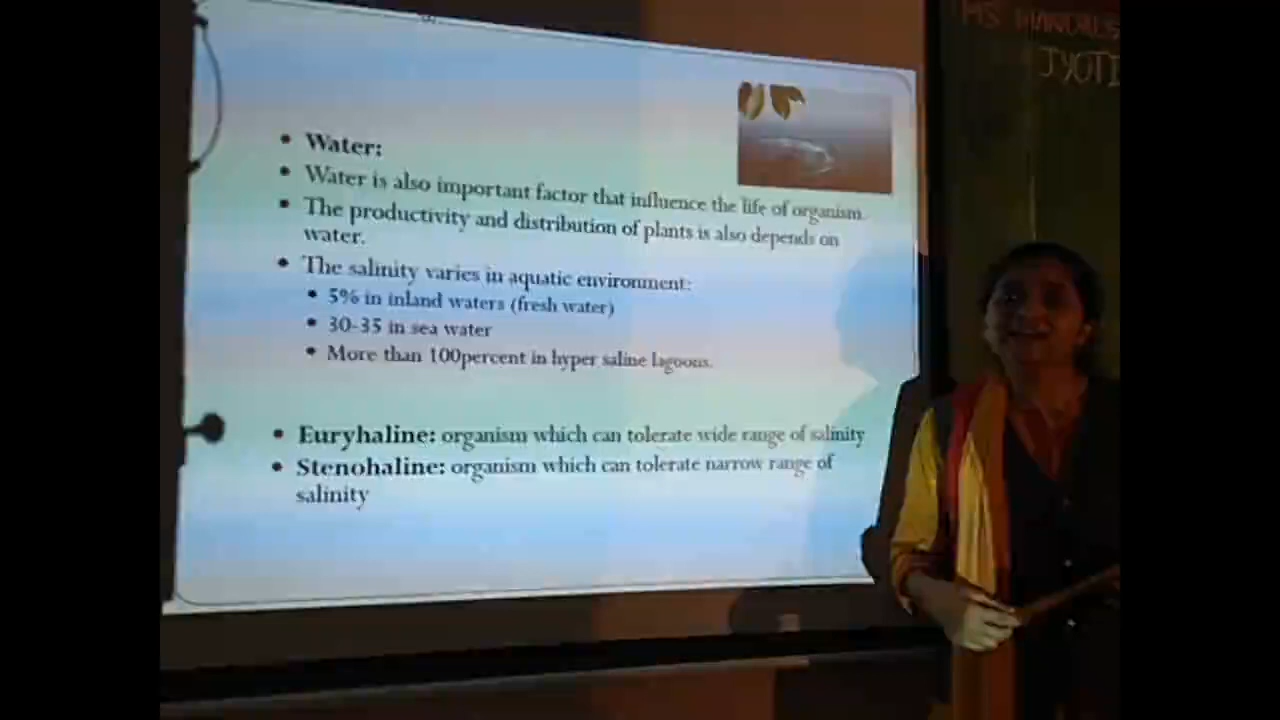 MS MANDALS
JYOTI
Water:
Water is also important factor that influence the life of organism.
The productivity and distribution of plants is also depends on
water.
The salinity varies in aquatic environment:
5% in inland waters (fresh water)
30-35 in sea water
More than 100percent in hyper saline lagoons.
Euryhaline: organism which can tolerate wide range of salinity
Stenohaline: organism which can tolerate narrow range of
salinity